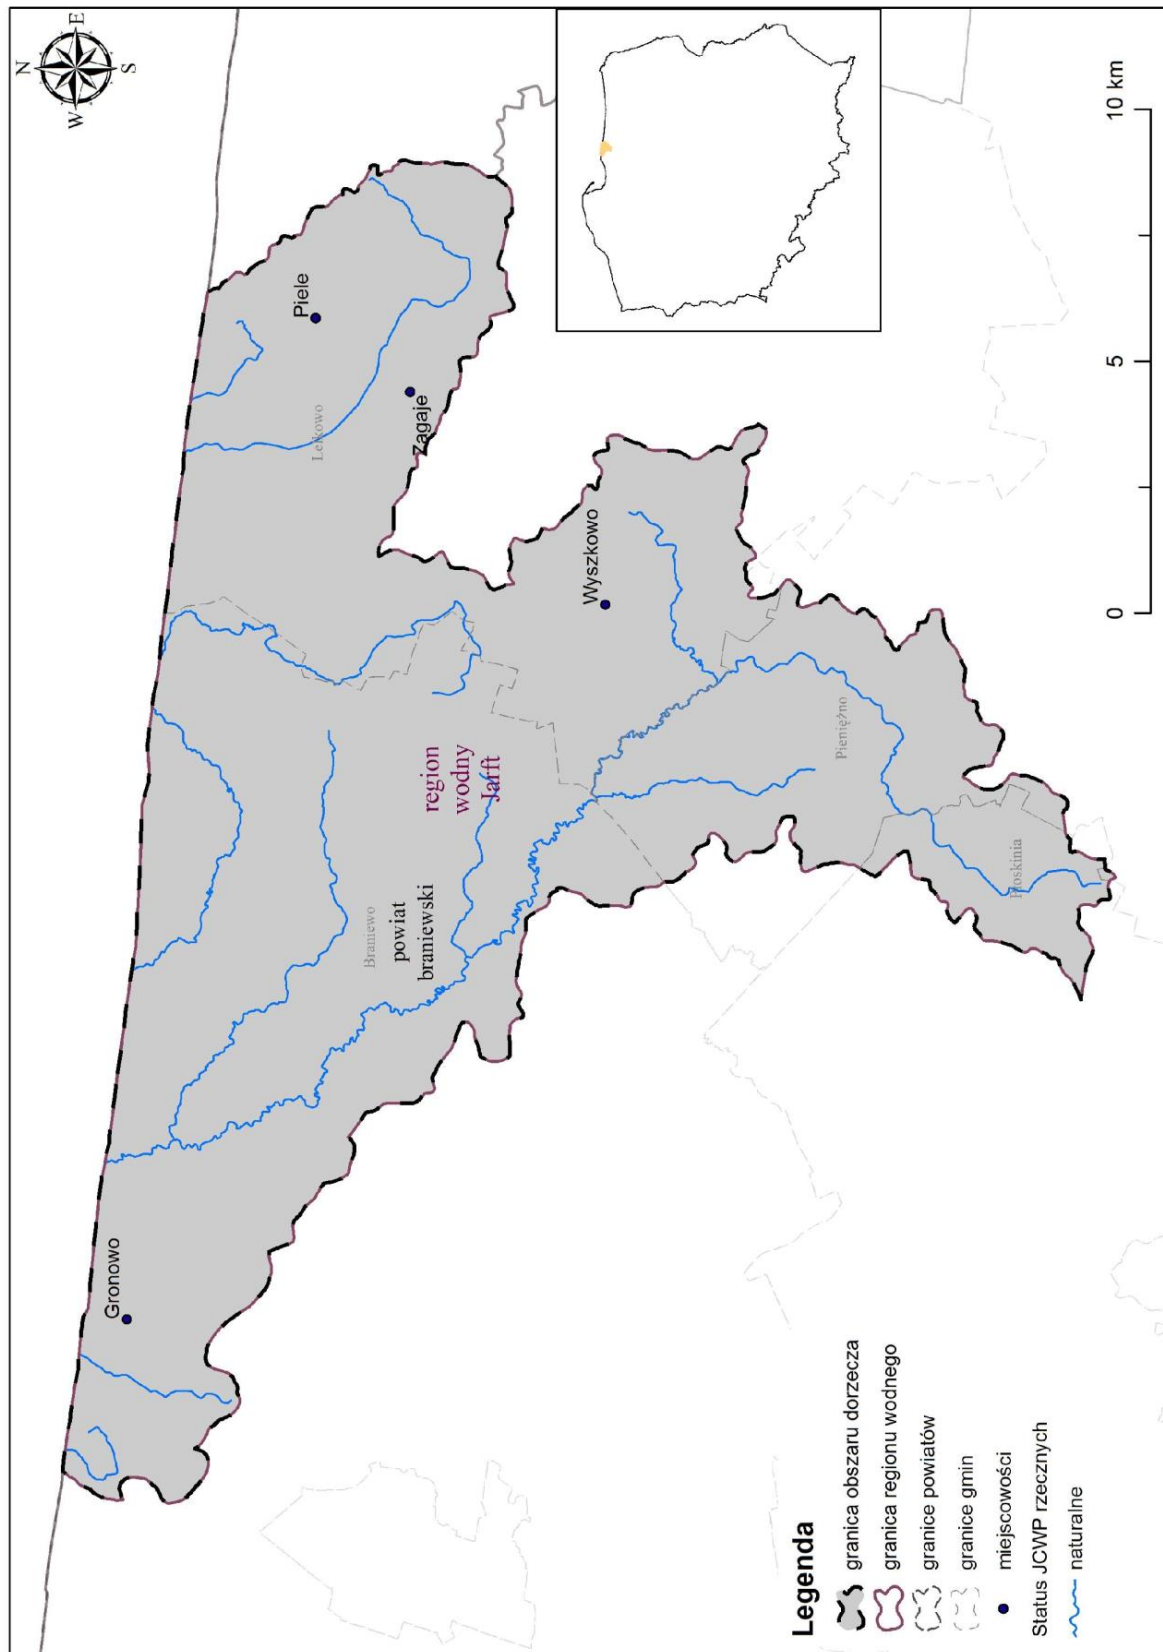 N
E
S
W
Gronowo
Piele
Lelkowo
Zagaje
Braniewo
powiat
braniewski
region
wodny
Jarft
Wyszkowo
Pieniężno
Płoskinia
Legenda
granica obszaru dorzecza
granica regionu wodnego
granice powiatów
granice gmin
miejscowości
Status JCWP rzecznych
naturalne
0
5
10 km